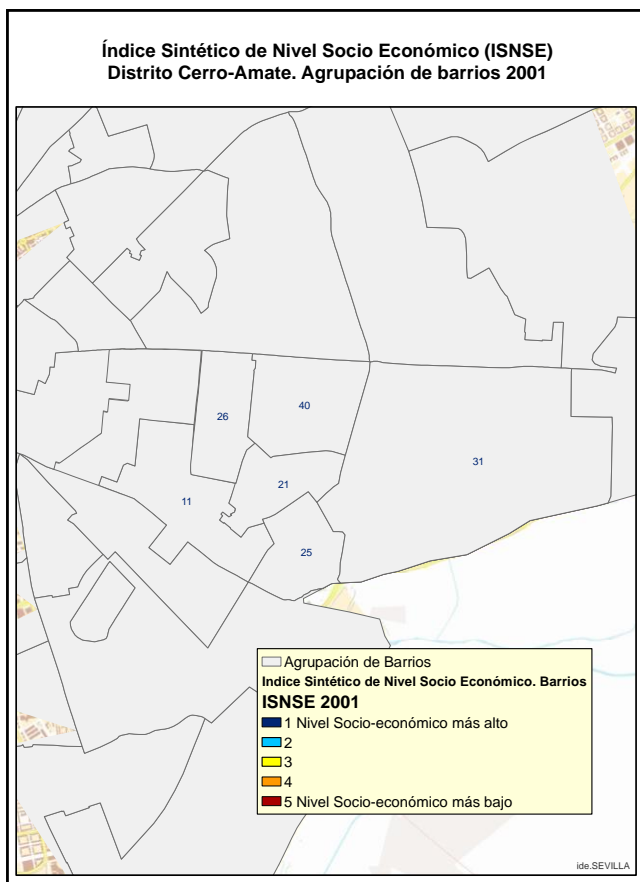 Índice Sintético de Nivel Socio Económico (ISNSE)
Distrito Cerro-Amate. Agrupación de barrios 2001
26
40
31
21
11
25
Agrupación de Barrios
Indice Sintético de Nivel Socio Económico. Barrios
ISNSE 2001
1 Nivel Socio-económico más alto
2
3
4
5 Nivel Socio-económico más bajo
ide.SEVILLA